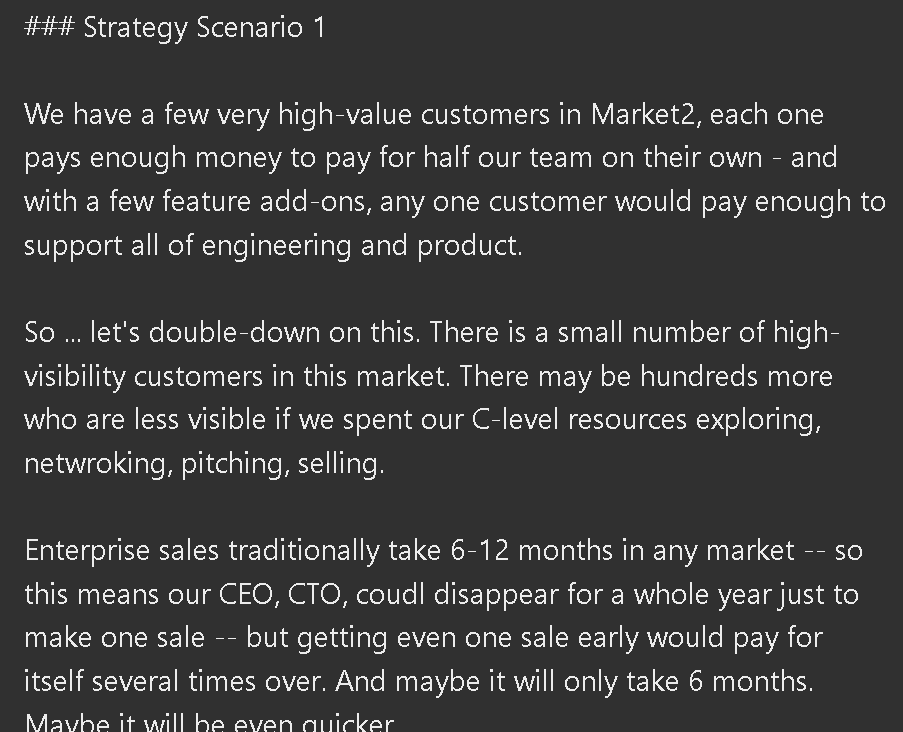 ### Strategy Scenario 1
We have a few very high-value customers in Market2, each one
pays enough money to pay for half our team on their own - and
with a few feature add-ons, any one customer would pay enough to
support all of engineering and product.
So ... let's double-down on this. There is a small number of high-
visibility customers in this market. There may be hundreds more
who are less visible if we spent our C-level resources exploring,
netwroking, pitching, selling.
Enterprise sales traditionally take 6-12 months in any market -- so
this means our CEO, CTO, coudl disappear for a whole year just to
make one sale -- but getting even one sale early would pay for
itself several times over. And maybe it will only take 6 months.
Maybe it will be even quicker